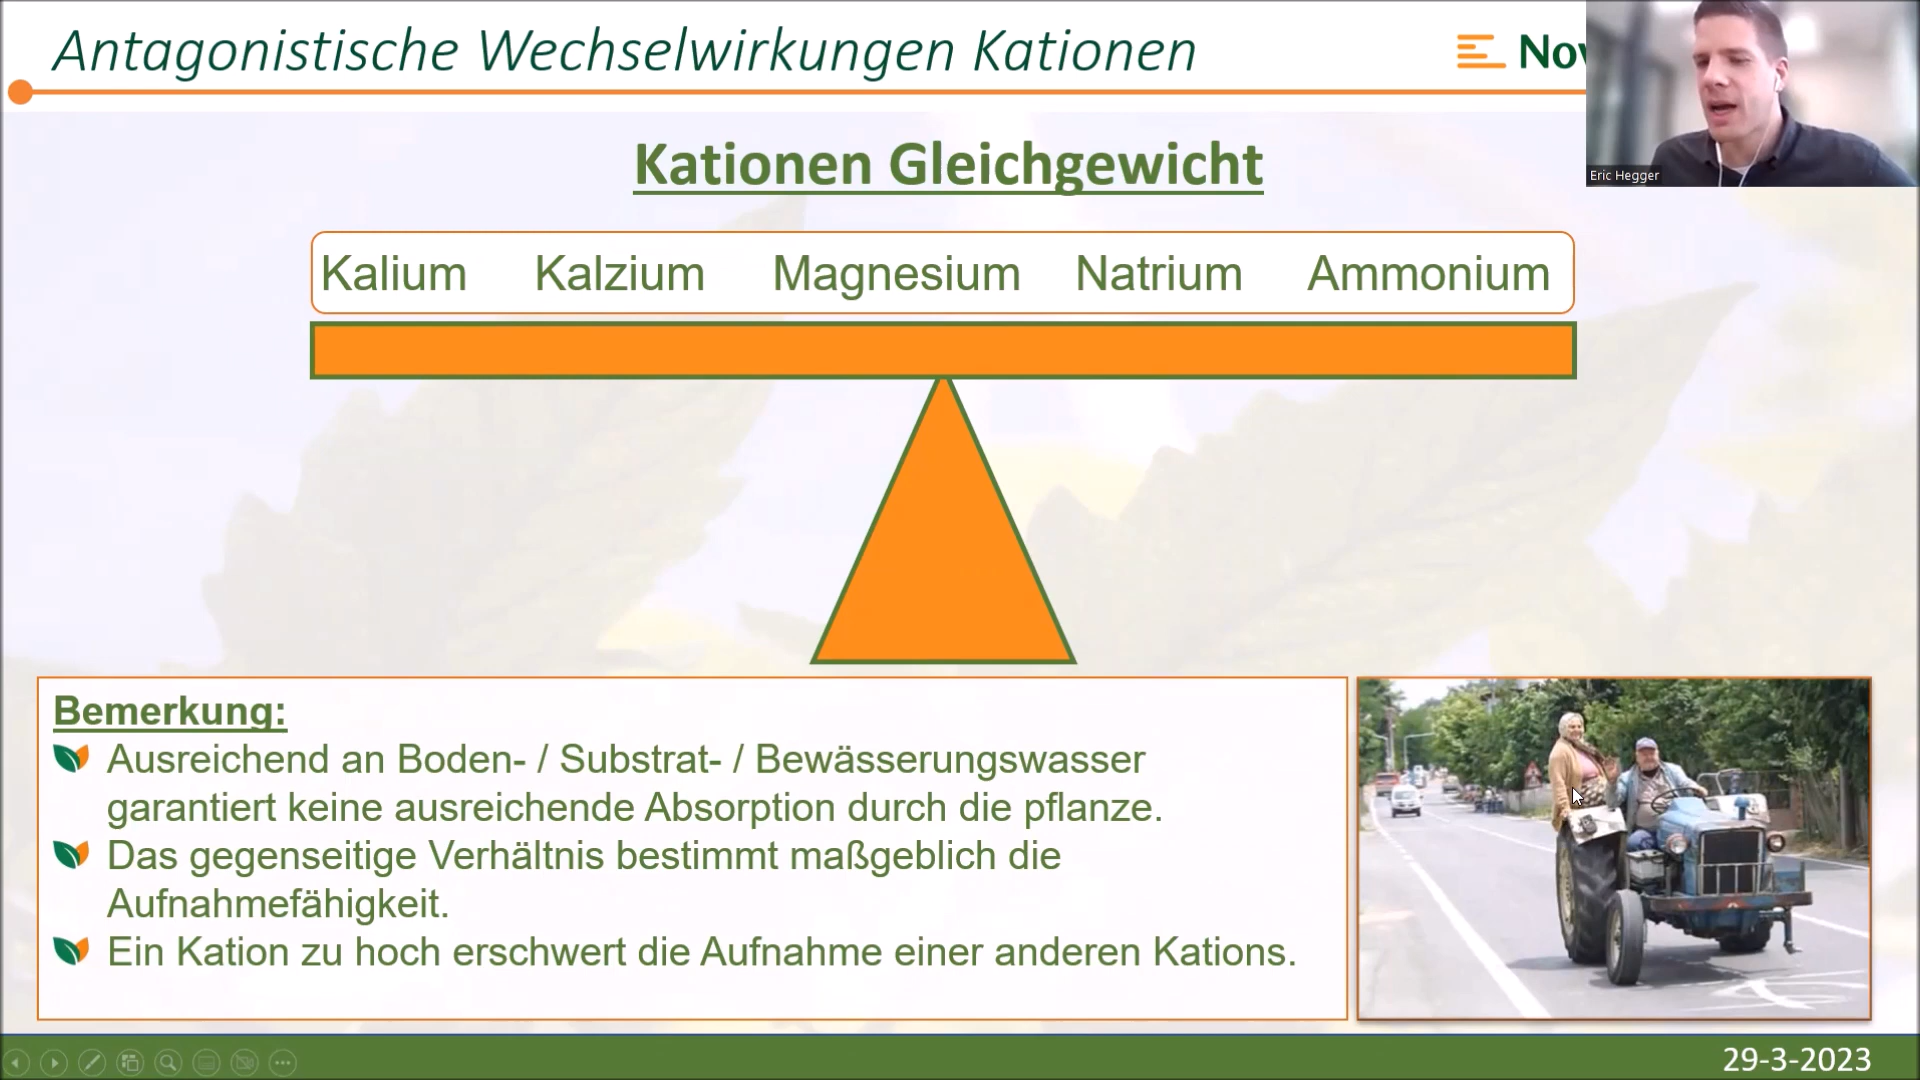 Antagonistische Wechselwirkungen Kationen
Eric Hegger
Kationen Gleichgewicht
Kalium Kalzium Magnesium Natrium Ammonium
Bemerkung:
Ausreichend an Boden- / Substrat- / Bewässerungswasser
garantiert keine ausreichende Absorption durch die pflanze.
Das gegenseitige Verhältnis bestimmt maßgeblich die
Aufnahmefähigkeit.
Ein Kation zu hoch erschwert die Aufnahme einer anderen Kations.
29-3-2023